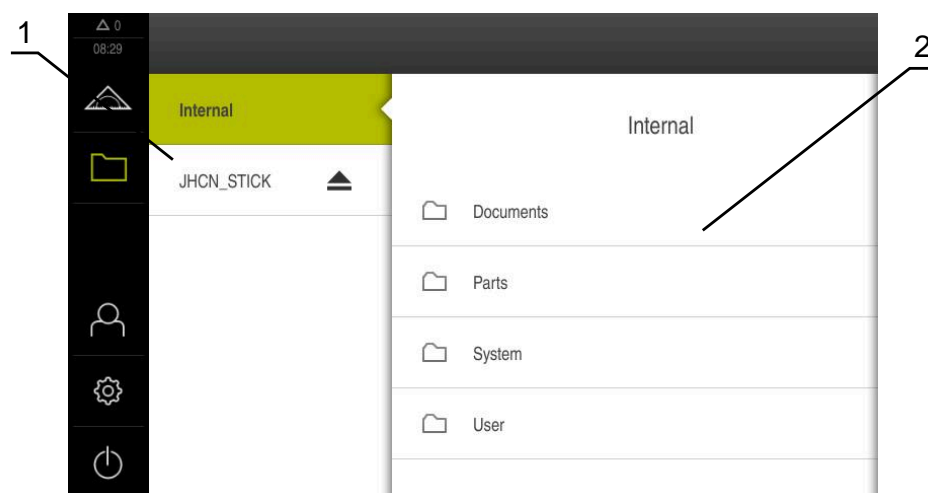 1
2
0
08:29
Internal
JHCN_STICK
Internal
Documents
Parts
System
User